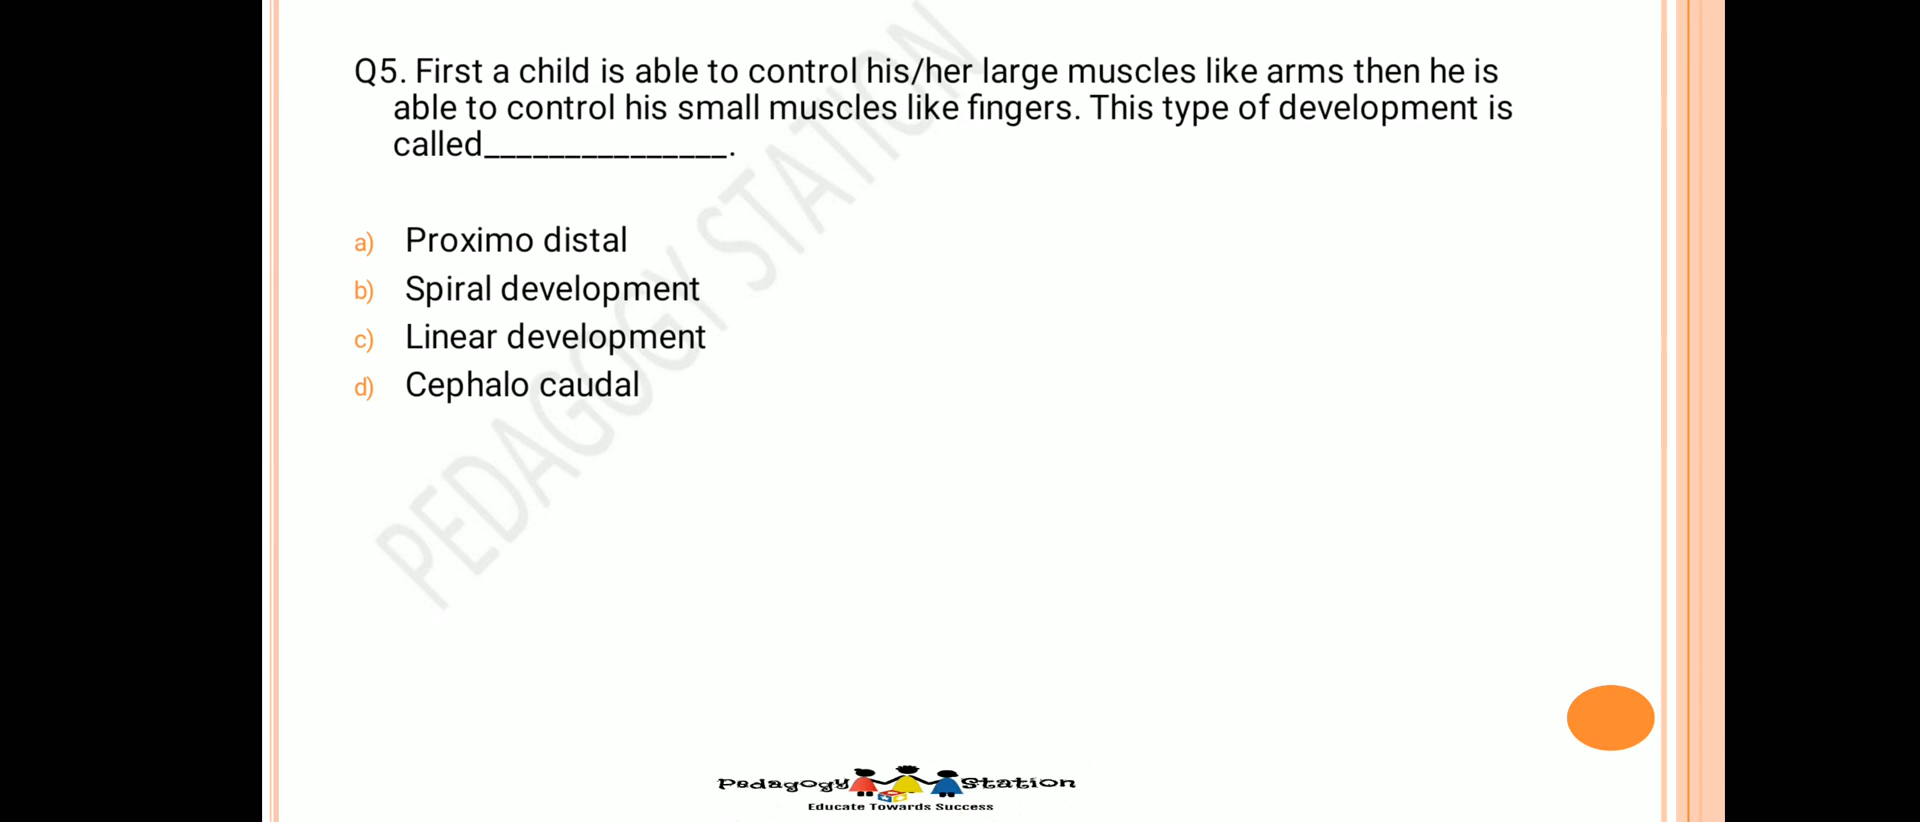 Q5. First a child is able to control his/her large muscles like arms then he is
able to control his small muscles like fingers. This type of development is
called_______________.
a) Proximo distal
b) Spiral development
c) Linear development
d) Cephalo caudal
PEDAGOGY STATION
Pedagogy Station
Educate Towards Success